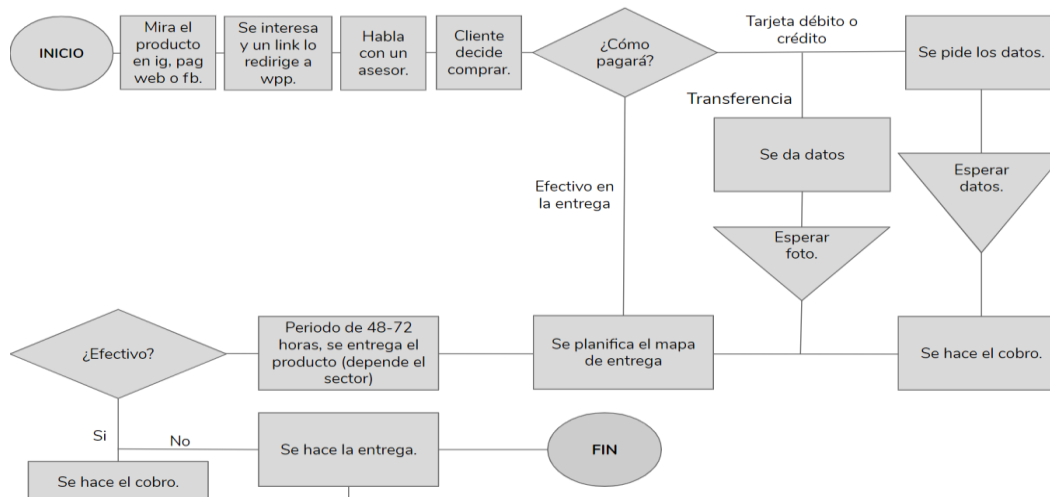 INICIO
Mira el
producto
en ig, pag
web o fb.
Se interesa
y un link lo
redirige a
wpp.
Habla
con un
asesor.
Cliente
decide
comprar.
¿Cómo
pagará?
Tarjeta débito o
crédito
Se pide los datos.
Transferencia
Se da datos
Esperar
datos.
Efectivo en
la entrega
Esperar
foto.
¿Efectivo?
Periodo de 48-72
horas, se entrega el
producto (depende el
sector)
Se planifica el mapa
de entrega
Se hace el cobro.
Si
No
Se hace la entrega.
FIN
Se hace el cobro.